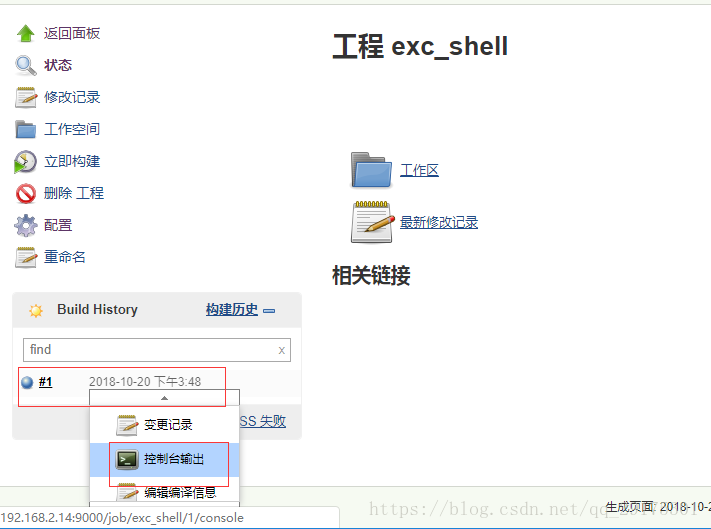 返回面板
状态
修改记录
工作空间
立即构建
删除 工程
配置
重命名
Build History 构建历史
find x
#1 2018-10-20 下午3:48
SS 失败
变更记录
控制台输出
编辑编译信息
工程 exc_shell
工作区
最新修改记录
相关链接
生成页面: 2018-10-2
192.168.2.14:9000/job/exc_shell/1/console
https://blog.csdn.net/qq